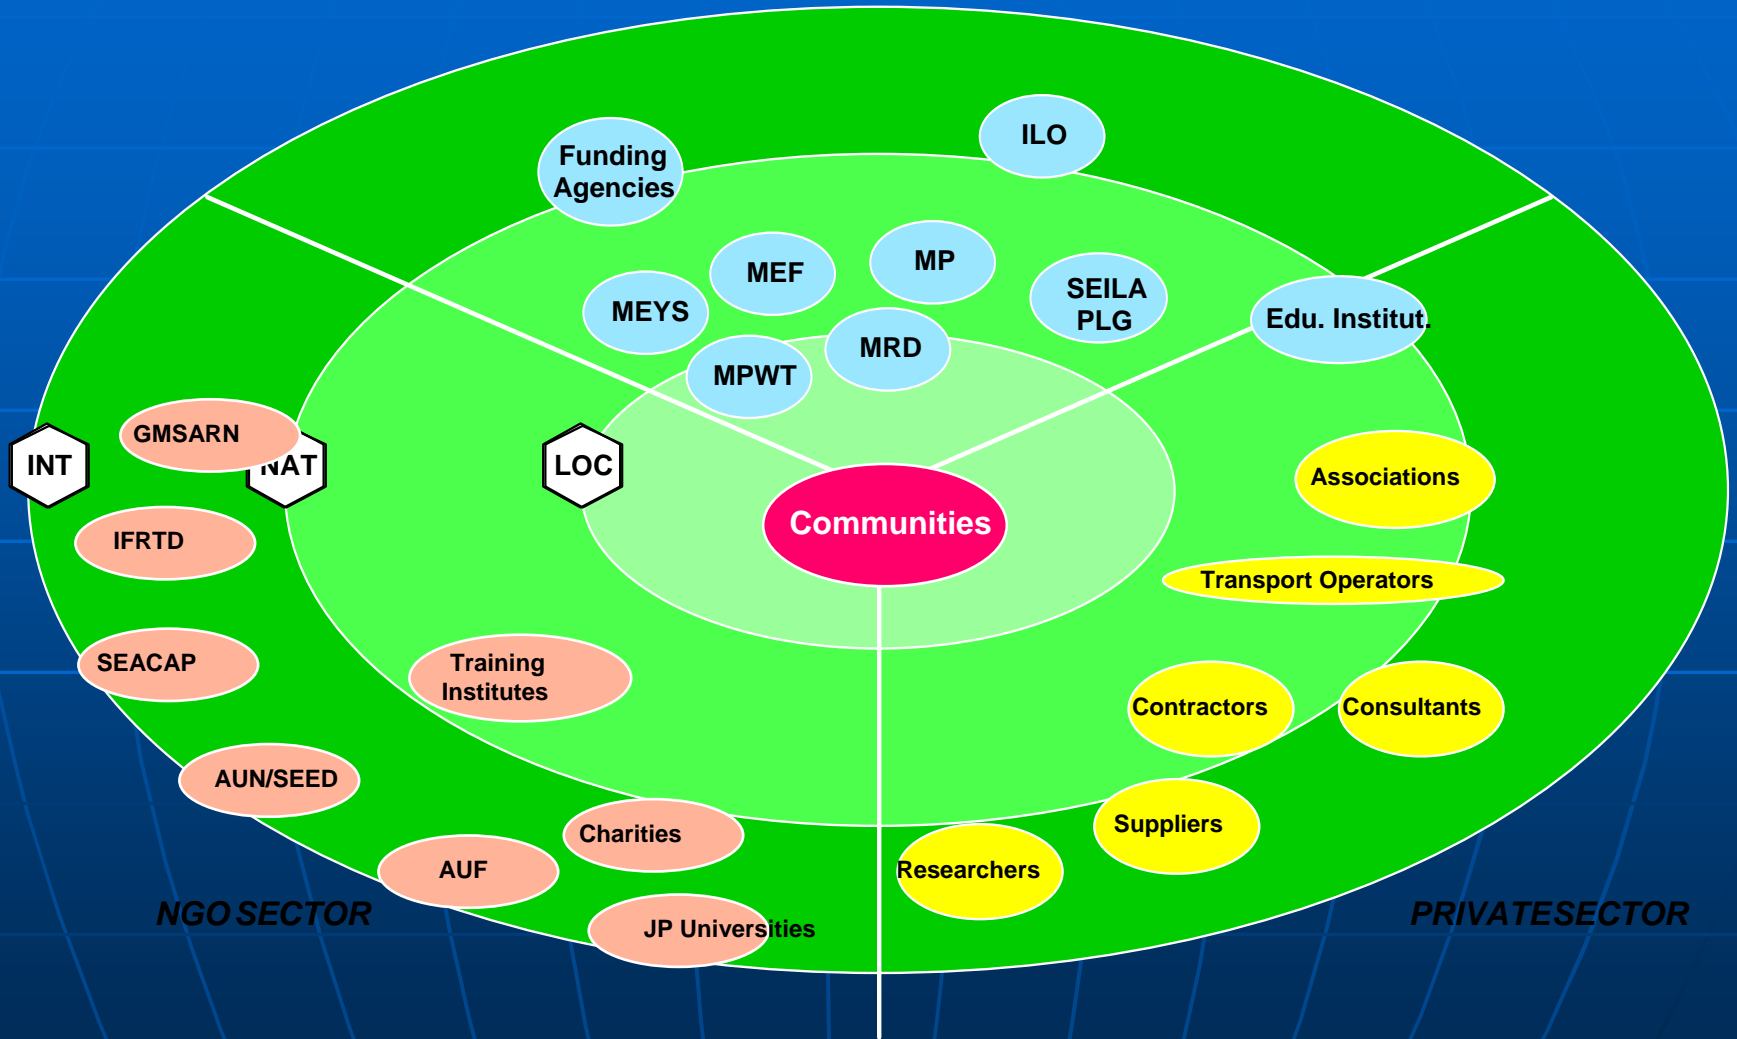 ILO
Funding
Agencies
MP
MEF
SEILA
PLG
MEYS
Edu. Institut.
MRD
MPWT
GMSARN
INT
NAT
LOC
Associations
Communities
IFRTD
Transport Operators
SEACAP
Training
Institutes
Contractors
Consultants
AUN/SEED
Charities
Suppliers
AUF
Researchers
NGO SECTOR
JP Universities
PRIVATESECTOR